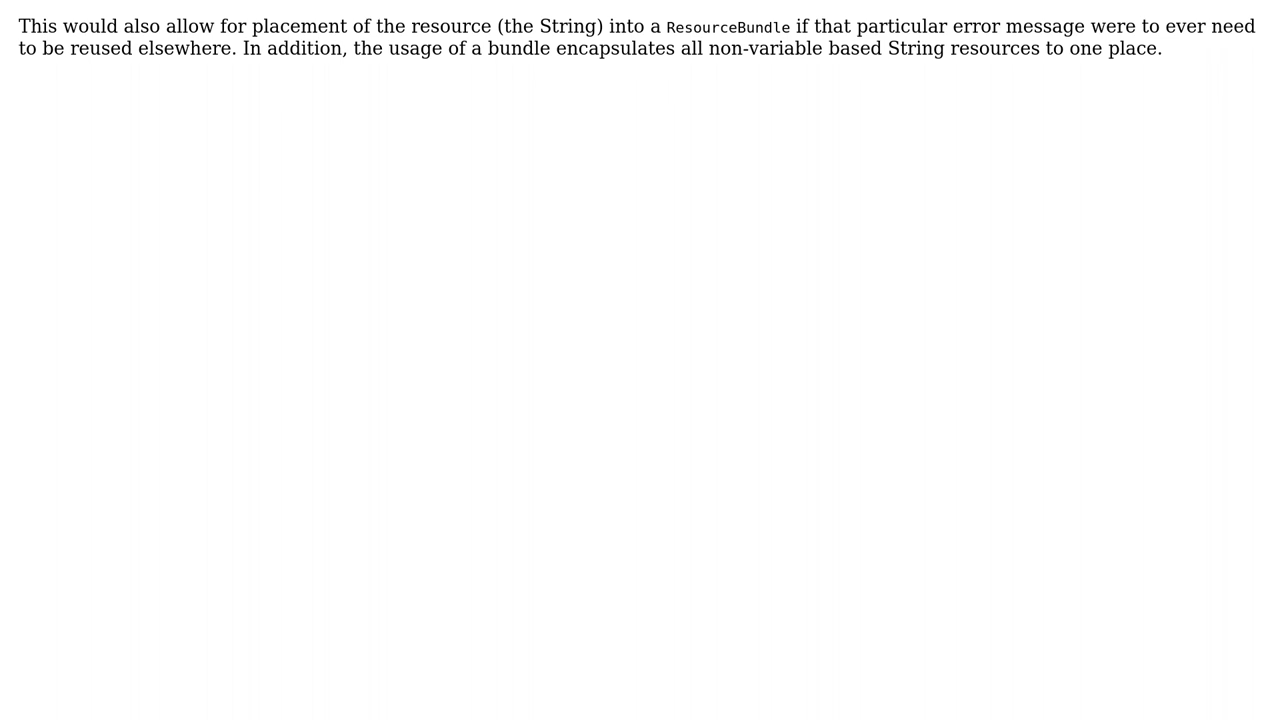 This would also allow for placement of the resource (the String) into a ResourceBundle if that particular error message were to ever need
to be reused elsewhere. In addition, the usage of a bundle encapsulates all non-variable based String resources to one place.